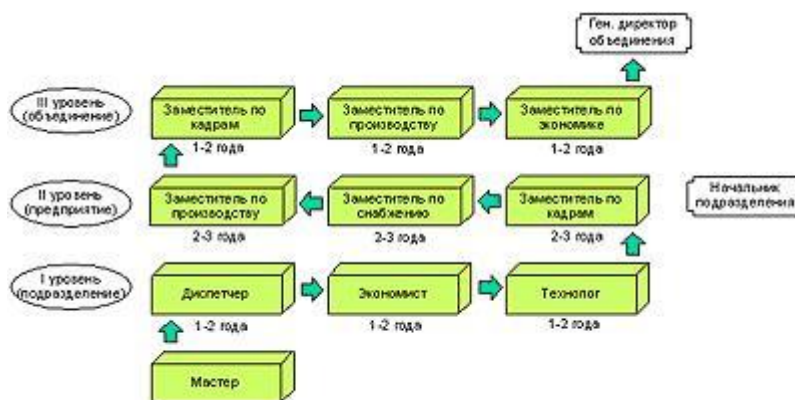 Ген. директор
объединения
III уровень
(объединение)
Заместитель по
кадрам
Заместитель по
производству
Заместитель по
экономике
1-2 года
1-2 года
1-2 года
II уровень
(предприятие)
Заместитель по
производству
Заместитель по
снабжению
Заместитель по
кадрам
Начальник
подразделения
2-3 года
2-3 года
2-3 года
I уровень
(подразделение)
Диспетчер
Экономист
Технолог
1-2 года
1-2 года
1-2 года
Мастер